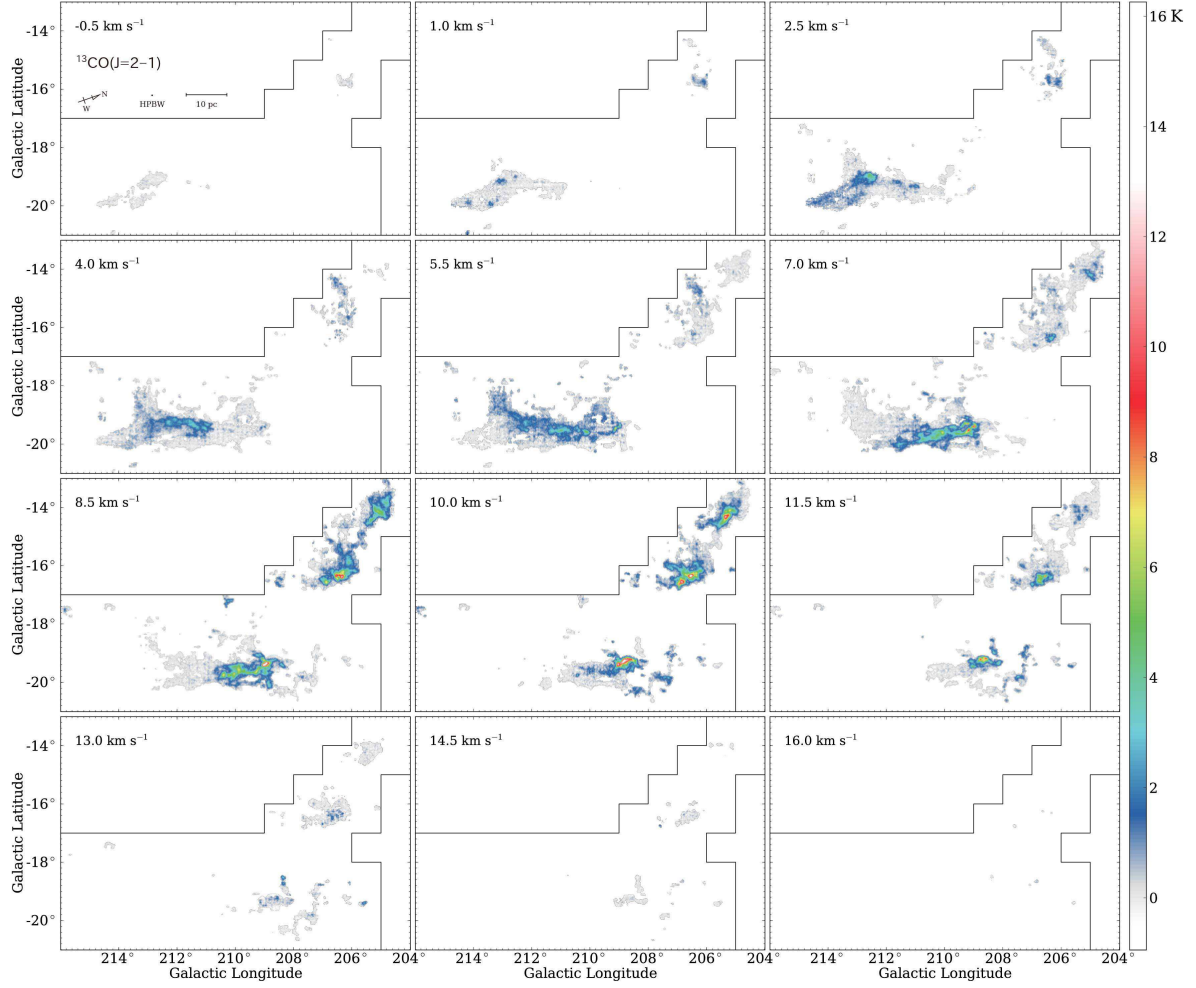 -0.5 km s⁻¹
1.0 km s⁻¹
2.5 km s⁻¹
16 K
-14°
14
¹³CO(J=2−1)
N
W
HPBW
10 pc
-16°
-18°
-20°
Galactic Latitude
12
4.0 km s⁻¹
5.5 km s⁻¹
7.0 km s⁻¹
-14°
-16°
-18°
-20°
Galactic Latitude
10
8
8.5 km s⁻¹
10.0 km s⁻¹
11.5 km s⁻¹
-14°
-16°
-18°
-20°
Galactic Latitude
6
4
13.0 km s⁻¹
14.5 km s⁻¹
16.0 km s⁻¹
-14°
-16°
-18°
-20°
Galactic Latitude
2
0
214° 212° 210° 208° 206° 204
214° 212° 210° 208° 206° 204
214° 212° 210° 208° 206° 204°
Galactic Longitude
Galactic Longitude
Galactic Longitude